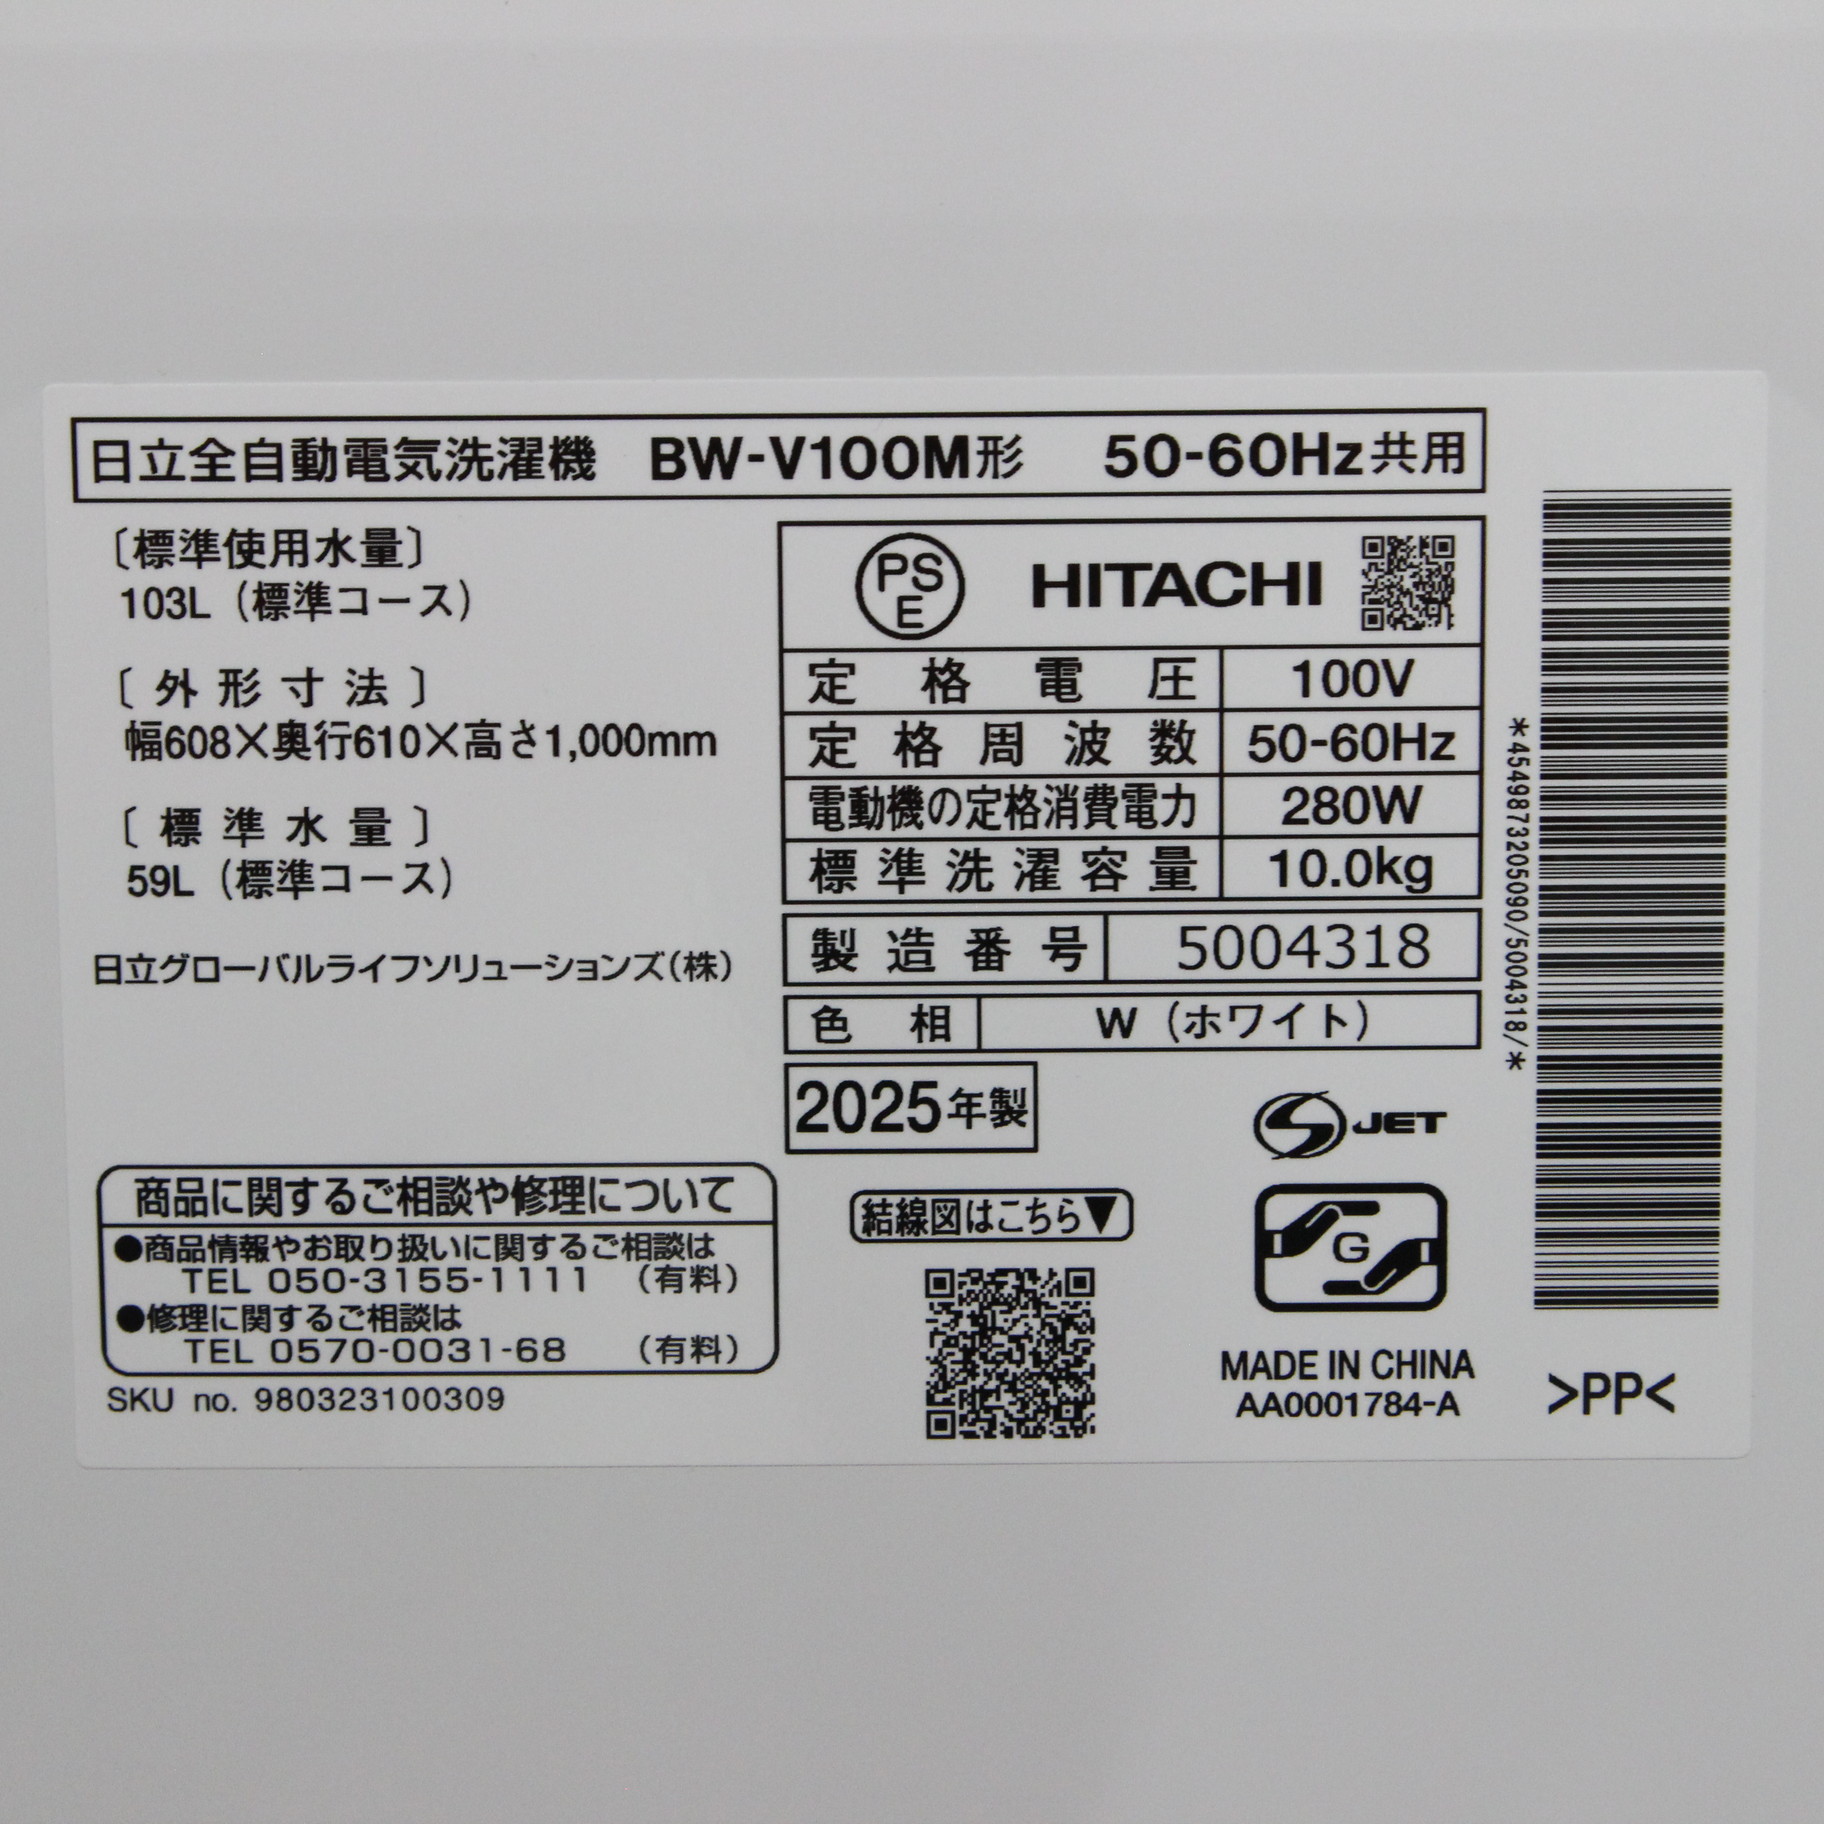 日立全自動電気洗濯機 BW-V100M形 50-60Hz共用
〔標準使用水量〕
103L（標準コース）
〔外形寸法〕
幅608×奥行610×高さ1,000mm
〔標準水量〕
59L（標準コース）
日立グローバルライフソリューションズ（株）
PS
E
HITACHI
定格電圧 100V
定格周波数 50-60Hz
電動機の定格消費電力 280W
標準洗濯容量 10.0kg
製造番号 5004318
色相 W（ホワイト）
2025年製
S JET
商品に関するご相談や修理について
●商品情報やお取り扱いに関するご相談は
TEL 050-3155-1111 （有料）
●修理に関するご相談は
TEL 0570-0031-68 （有料）
SKU no. 980323100309
結線図はこちら▼
G
MADE IN CHINA
AA0001784-A
>PP<
*4549873205090/5004318/*